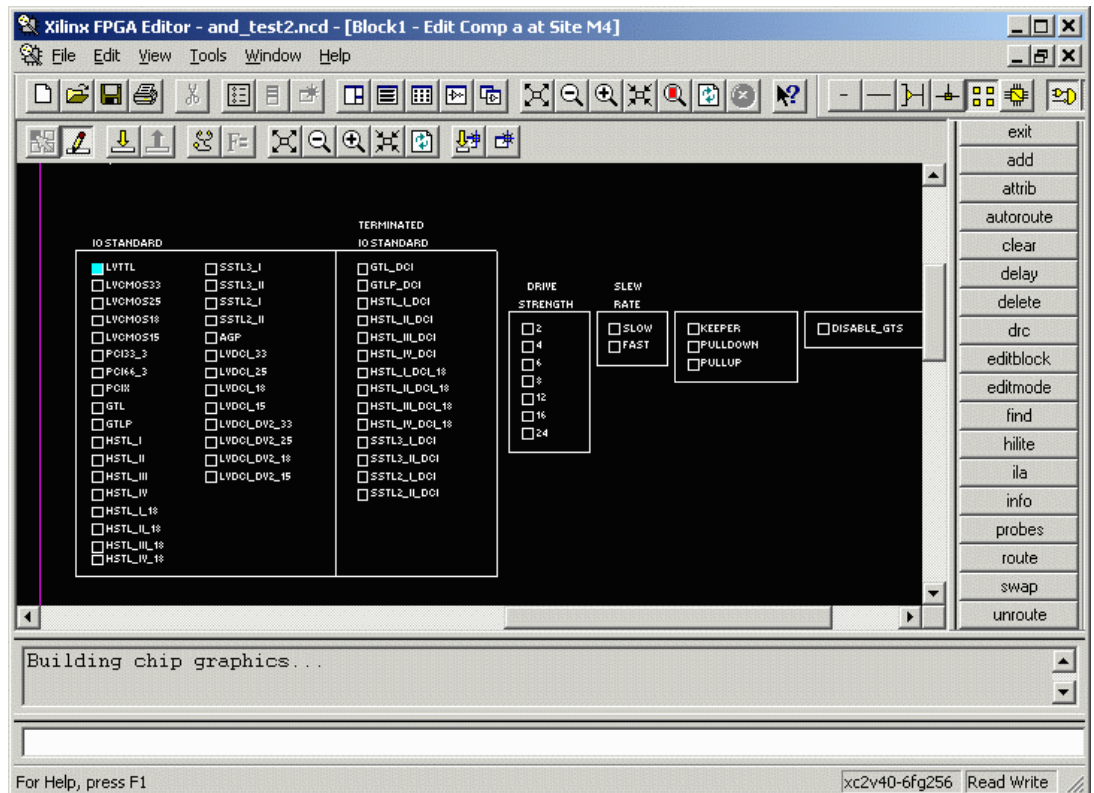 Xilinx FPGA Editor - and_test2.ncd - [Block1 - Edit Comp a at Site M4]
File Edit View Tools Window Help
F=
exit
add
attrib
autoroute
clear
delay
delete
drc
editblock
editmode
find
hilite
ila
info
probes
route
swap
unroute
IO STANDARD
LVTTL
LVCMOS33
LVCMOS25
LVCMOS18
LVCMOS15
PCI33_3
PCI66_3
PCIX
GTL
GTLP
HSTL_I
HSTL_II
HSTL_III
HSTL_IV
HSTL_I_18
HSTL_II_18
HSTL_III_18
HSTL_IV_18
SSTL3_I
SSTL3_II
SSTL2_I
SSTL2_II
AGP
LVDCI_33
LVDCI_25
LVDCI_18
LVDCI_15
LVDCI_DV2_33
LVDCI_DV2_25
LVDCI_DV2_18
LVDCI_DV2_15
TERMINATED
IO STANDARD
GTL_DCI
GTLP_DCI
HSTL_I_DCI
HSTL_II_DCI
HSTL_III_DCI
HSTL_IV_DCI
HSTL_I_DCI_18
HSTL_II_DCI_18
HSTL_III_DCI_18
HSTL_IV_DCI_18
SSTL3_I_DCI
SSTL3_II_DCI
SSTL2_I_DCI
SSTL2_II_DCI
DRIVE
STRENGTH
2
4
6
8
12
16
24
SLEW
RATE
SLOW
FAST
KEEPER
PULLDOWN
PULLUP
DISABLE_GTS
Building chip graphics...
For Help, press F1
xc2v40-6fg256
Read Write